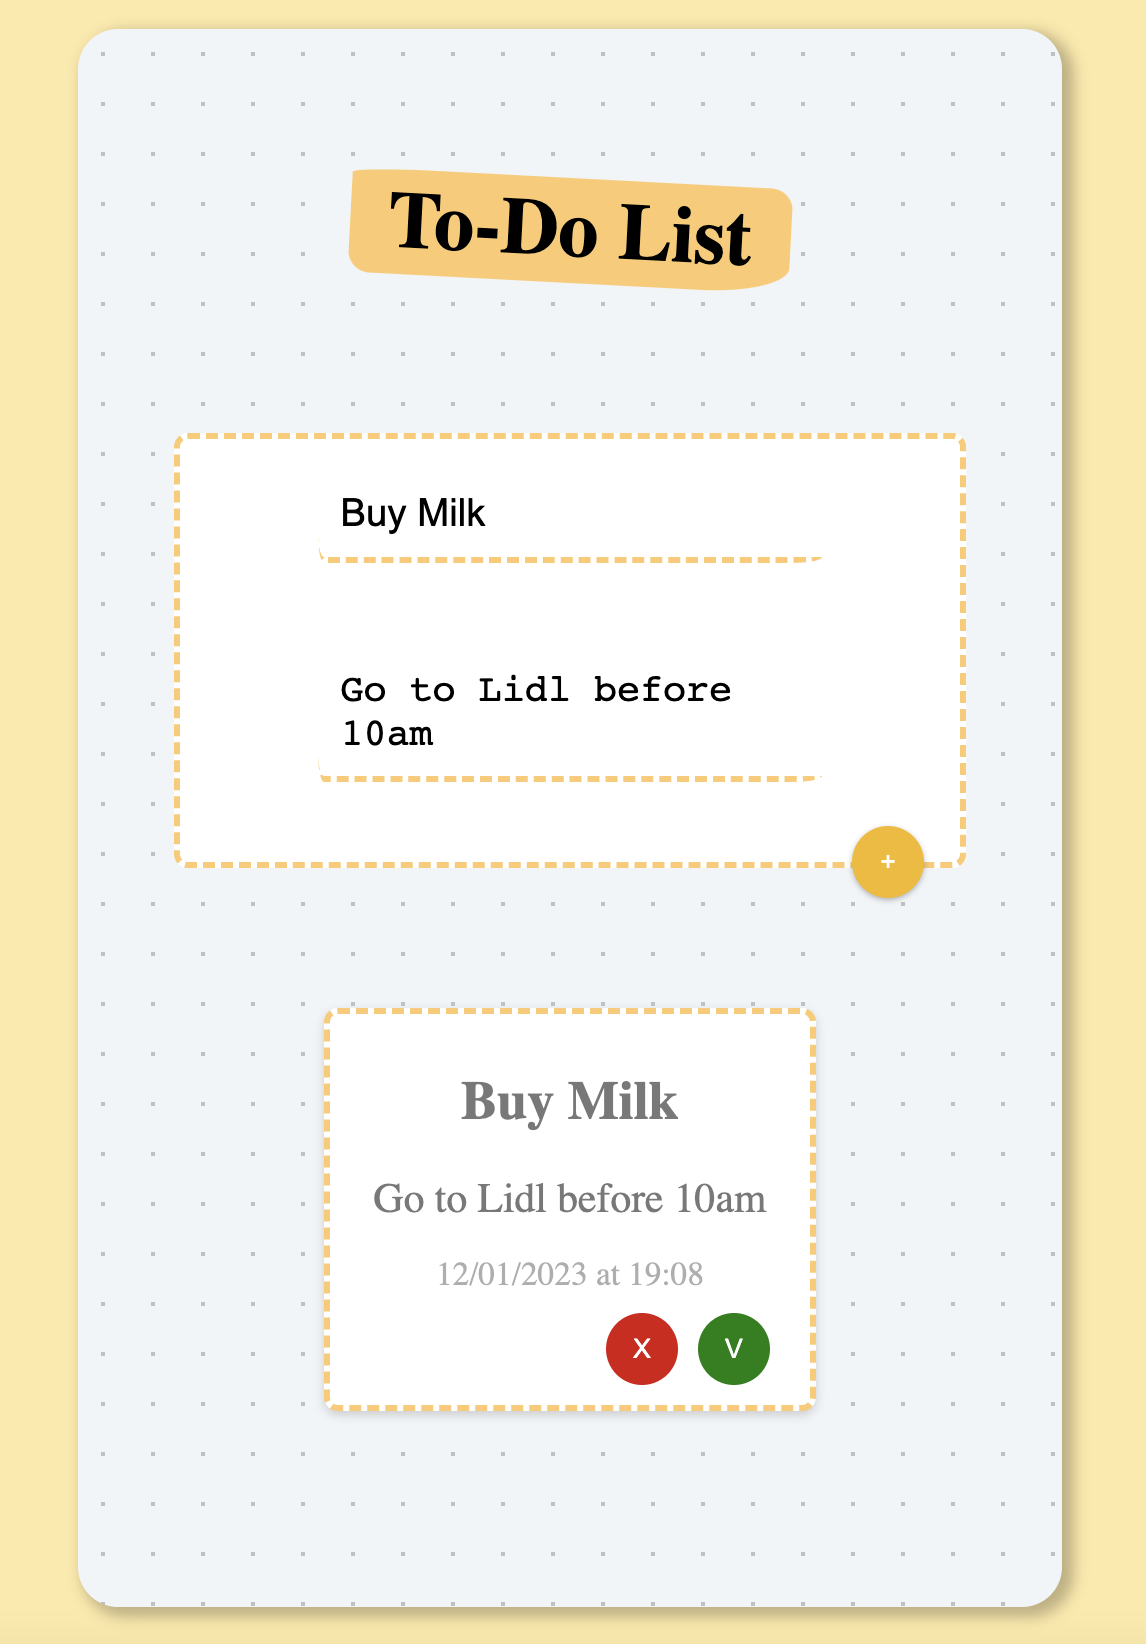 To-Do List
Buy Milk
Go to Lidl before
10am
+
Buy Milk
Go to Lidl before 10am
12/01/2023 at 19:08
X V